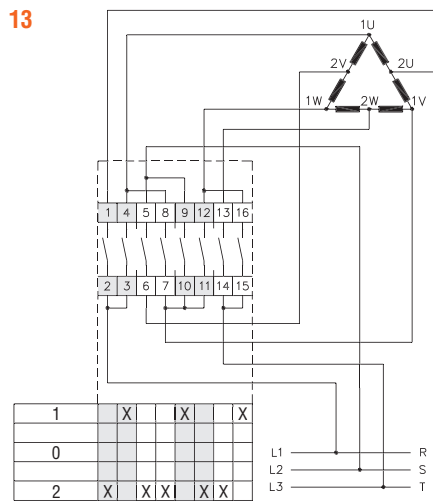 13
1U
2V 2U
1W 2W 1V
1 4 5 8 9 12 13 16
2 3 6 7 10 11 14 15
1 X X X
0
2 X X X X X
L1 R
L2 S
L3 T